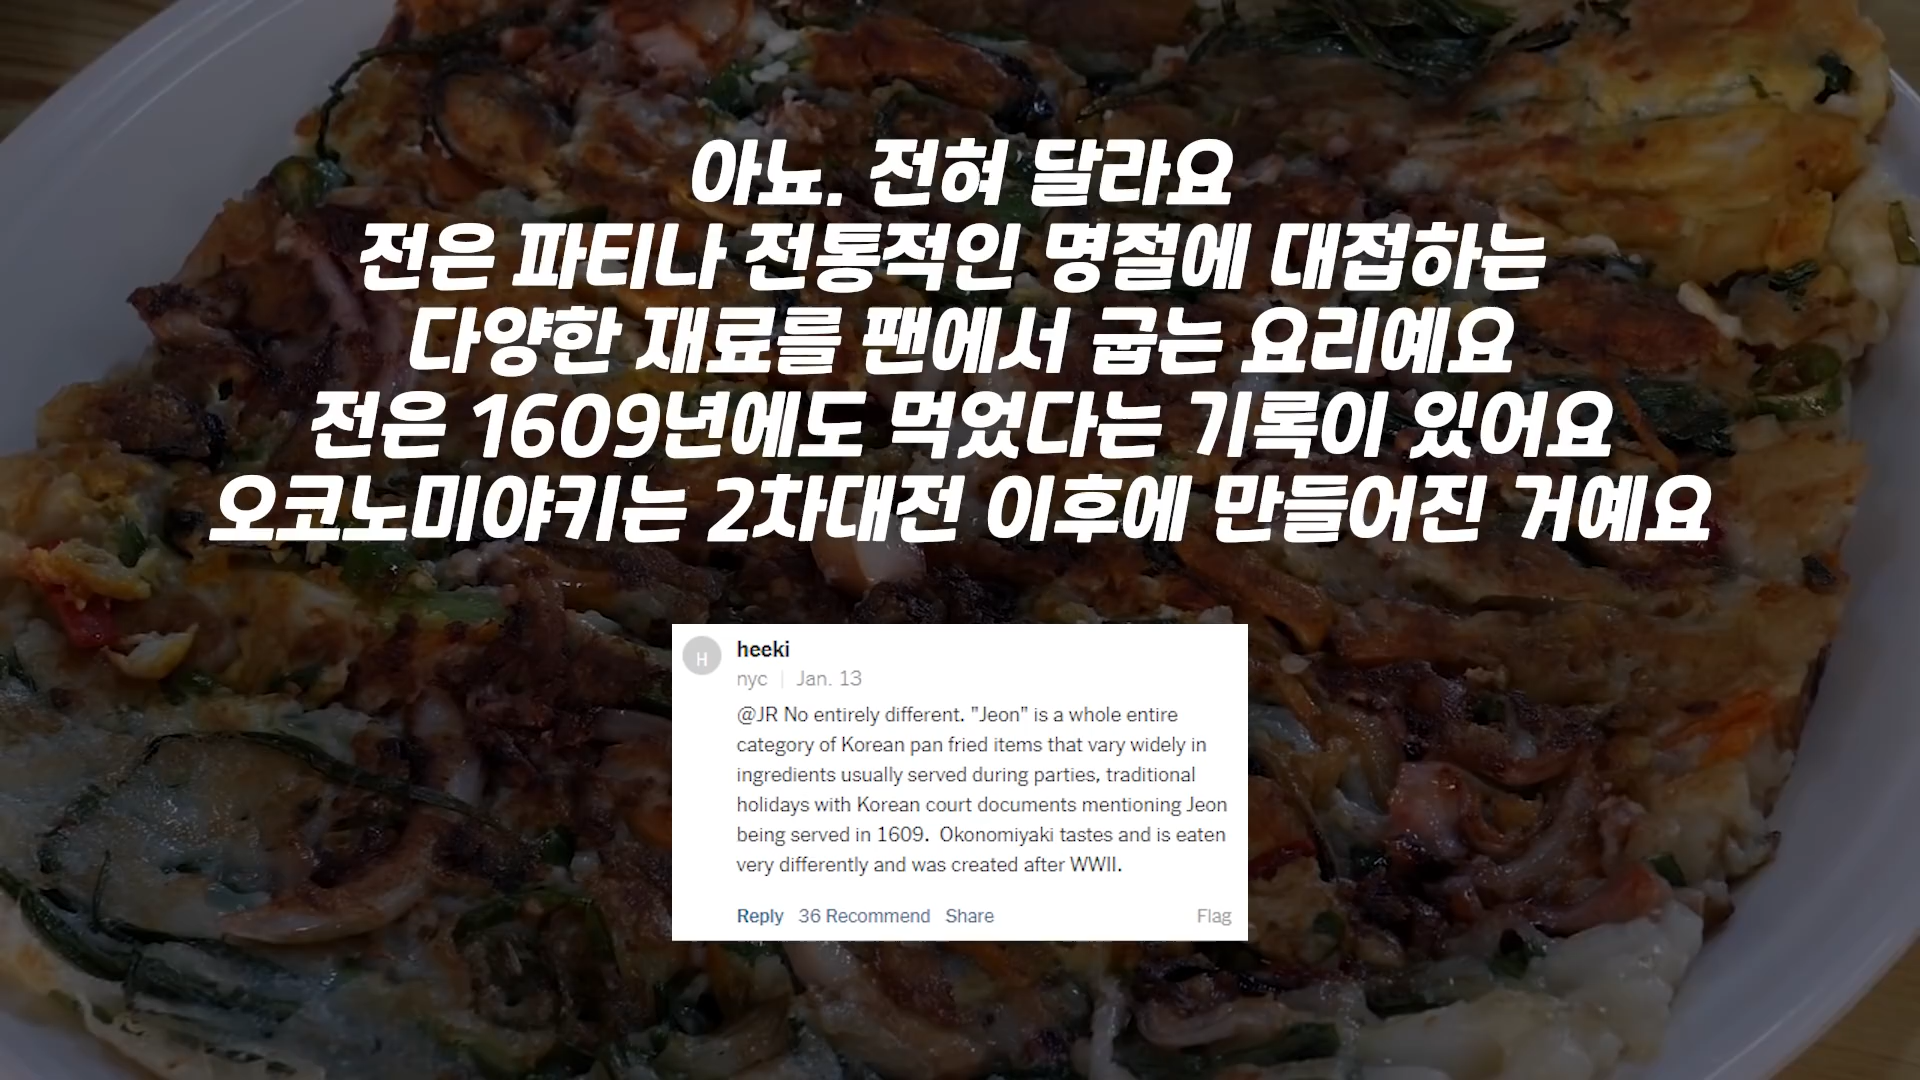 아뇨. 전혀 달라요
전은 파티나 전통적인 명절에 대접하는
다양한 재료를 팬에서 굽는 요리예요
전은 1609년에도 먹었다는 기록이 있어요
오코노미야키는 2차대전 이후에 만들어진 거예요
H
heeki
nyc | Jan. 13
@JR No entirely different. "Jeon" is a whole entire
category of Korean pan fried items that vary widely in
ingredients usually served during parties, traditional
holidays with Korean court documents mentioning Jeon
being served in 1609. Okonomiyaki tastes and is eaten
very differently and was created after WWII.
Reply 36 Recommend Share Flag